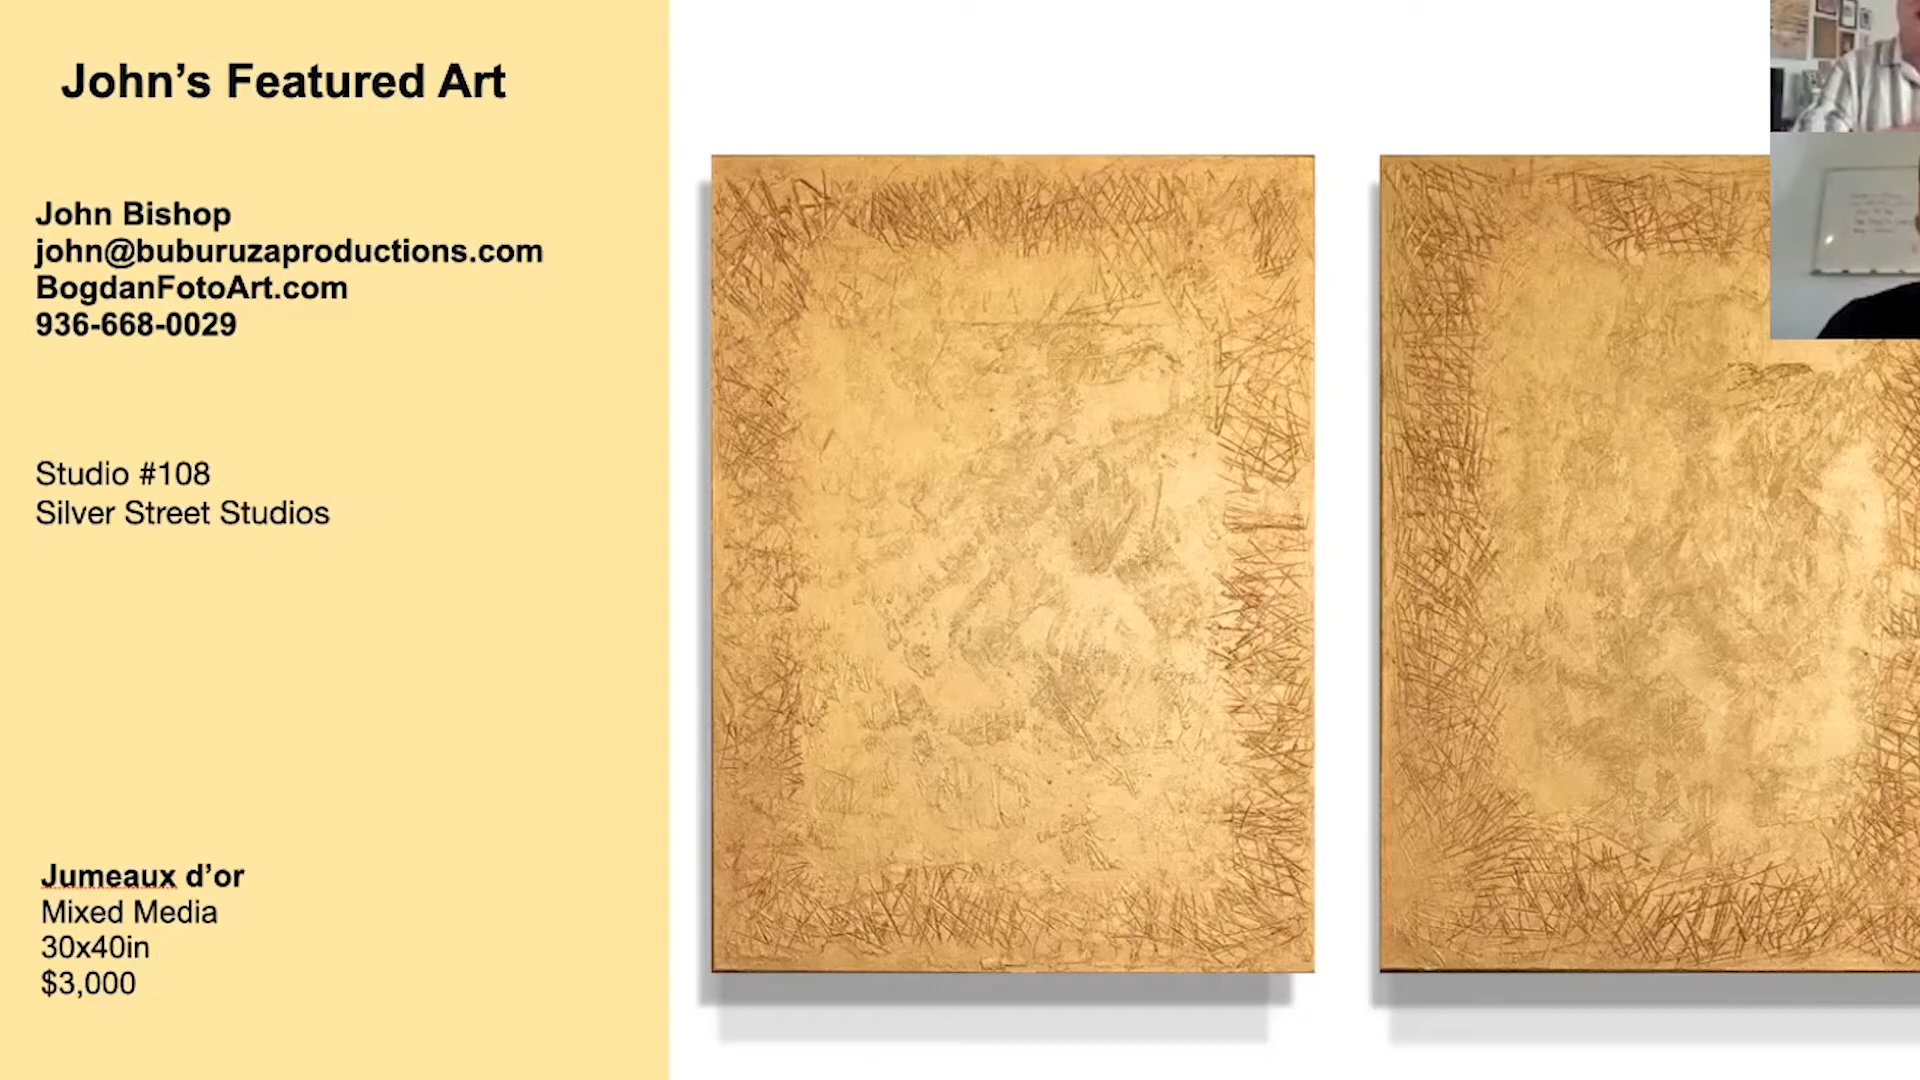 John’s Featured Art
John Bishop
john@buburuzaproductions.com
BogdanFotoArt.com
936-668-0029
Studio #108
Silver Street Studios
Jumeaux d’or
Mixed Media
30x40in
$3,000